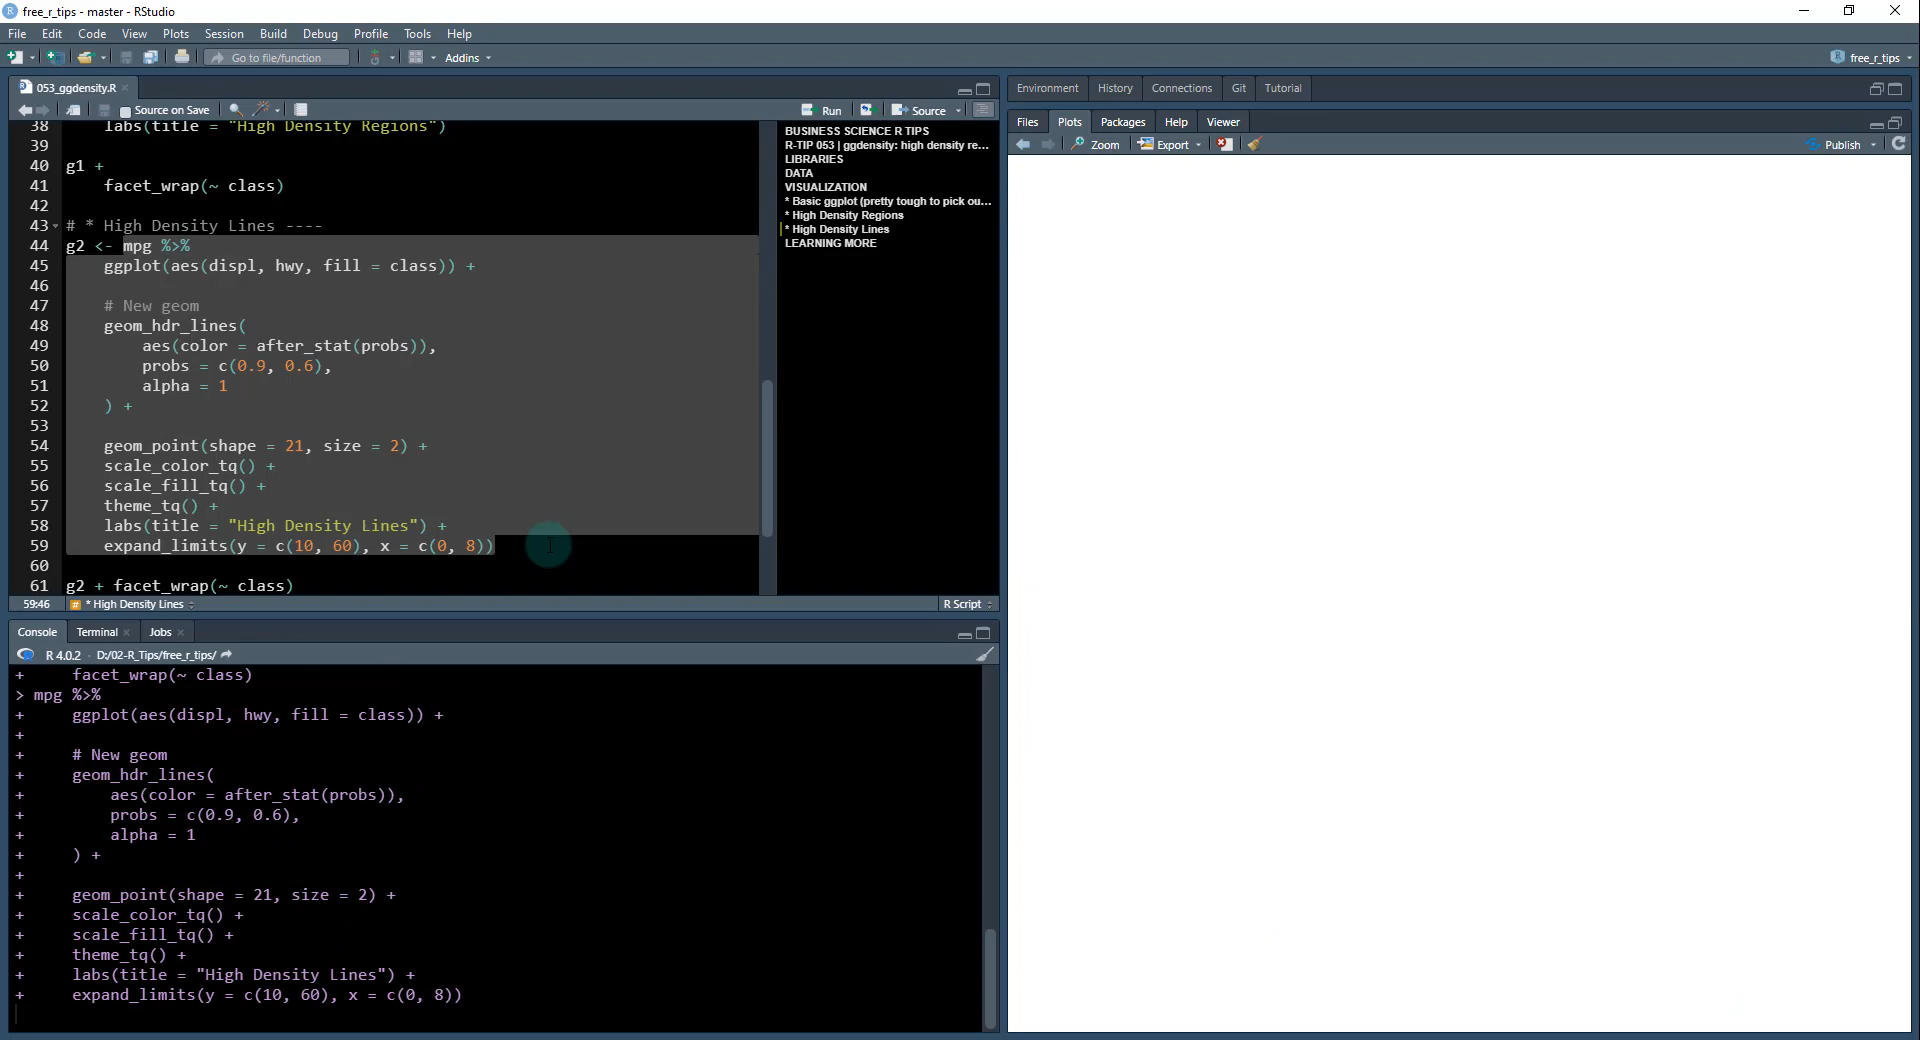 free_r_tips - master - RStudio
File Edit Code View Plots Session Build Debug Profile Tools Help
Go to file/function Addins free_r_tips
053_ggdensity.R
Source on Save Run Source
38 labs(title = "High Density Regions")
39
40 g1 +
41 facet_wrap(~ class)
42
43 # * High Density Lines ----
44 g2 <- mpg %>%
45 ggplot(aes(displ, hwy, fill = class)) +
46
47 # New geom
48 geom_hdr_lines(
49 aes(color = after_stat(probs)),
50 probs = c(0.9, 0.6),
51 alpha = 1
52 ) +
53
54 geom_point(shape = 21, size = 2) +
55 scale_color_tq() +
56 scale_fill_tq() +
57 theme_tq() +
58 labs(title = "High Density Lines") +
59 expand_limits(y = c(10, 60), x = c(0, 8))
60
61 g2 + facet_wrap(~ class)
59:46 # * High Density Lines R Script
BUSINESS SCIENCE R TIPS
R-TIP 053 | ggdensity: high density re...
LIBRARIES
DATA
VISUALIZATION
* Basic ggplot (pretty tough to pick ou...
* High Density Regions
* High Density Lines
LEARNING MORE
Console Terminal Jobs
R 4.0.2 · D:/02-R_Tips/free_r_tips/
+ facet_wrap(~ class)
> mpg %>%
+ ggplot(aes(displ, hwy, fill = class)) +
+
+ # New geom
+ geom_hdr_lines(
+ aes(color = after_stat(probs)),
+ probs = c(0.9, 0.6),
+ alpha = 1
+ ) +
+
+ geom_point(shape = 21, size = 2) +
+ scale_color_tq() +
+ scale_fill_tq() +
+ theme_tq() +
+ labs(title = "High Density Lines") +
+ expand_limits(y = c(10, 60), x = c(0, 8))
Environment History Connections Git Tutorial
Files Plots Packages Help Viewer
Zoom Export Publish